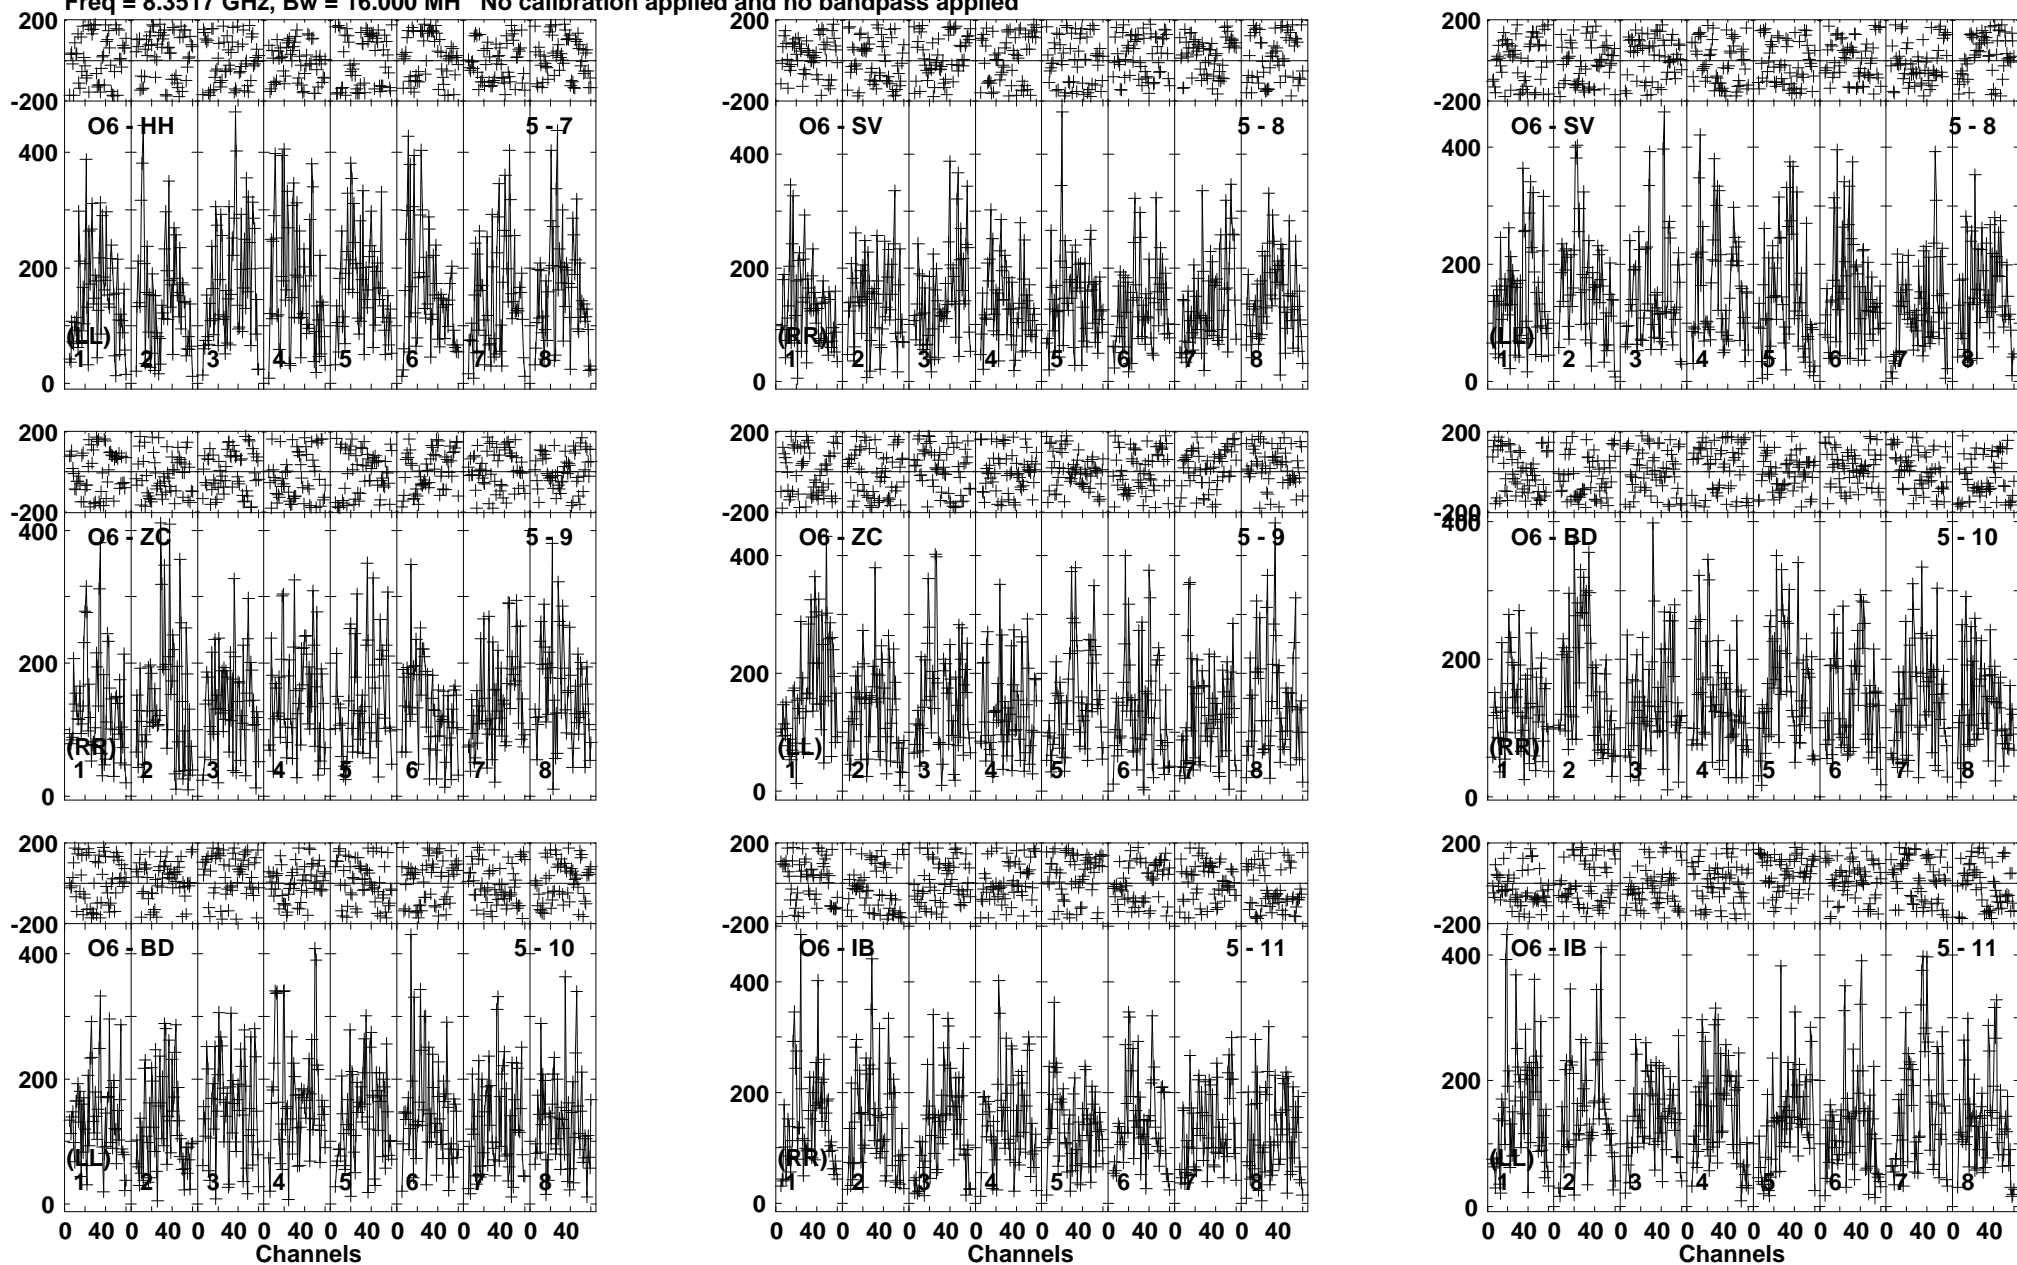 Freq = 8.3517 GHz, Bw = 16.000 MH No calibration applied and no bandpass applied
200 200 200
-200 -200 -200
O6 - HH 5 - 7 O6 - SV 5 - 8 O6 - SV 5 - 8
400 400 400
200 200 200
(LL) (RR) (LL)
1 2 3 4 5 6 7 8 1 2 3 4 5 6 7 8 1 2 3 4 5 6 7 8
0 0 0
200 200 200
-200 -200 -200
O6 - ZC 5 - 9 O6 - ZC 5 - 9 O6 - BD 5 - 10
400 400 400
200 200 200
(RR) (LL) (RR)
1 2 3 4 5 6 7 8 1 2 3 4 5 6 7 8 1 2 3 4 5 6 7 8
0 0 0
200 200 200
-200 -200 -200
O6 - BD 5 - 10 O6 - IB 5 - 11 O6 - IB 5 - 11
400 400 400
200 200 200
(LL) (RR) (LL)
1 2 3 4 5 6 7 8 1 2 3 4 5 6 7 8 1 2 3 4 5 6 7 8
0 0 0
0 40 0 40 0 40 0 40 0 40 0 40 0 40 0 40 0 40 0 40 0 40 0 40 0 40 0 40 0 40 0 40 0 40 0 40 0 40 0 40 0 40 0 40 0 40 0 40
Channels Channels Channels